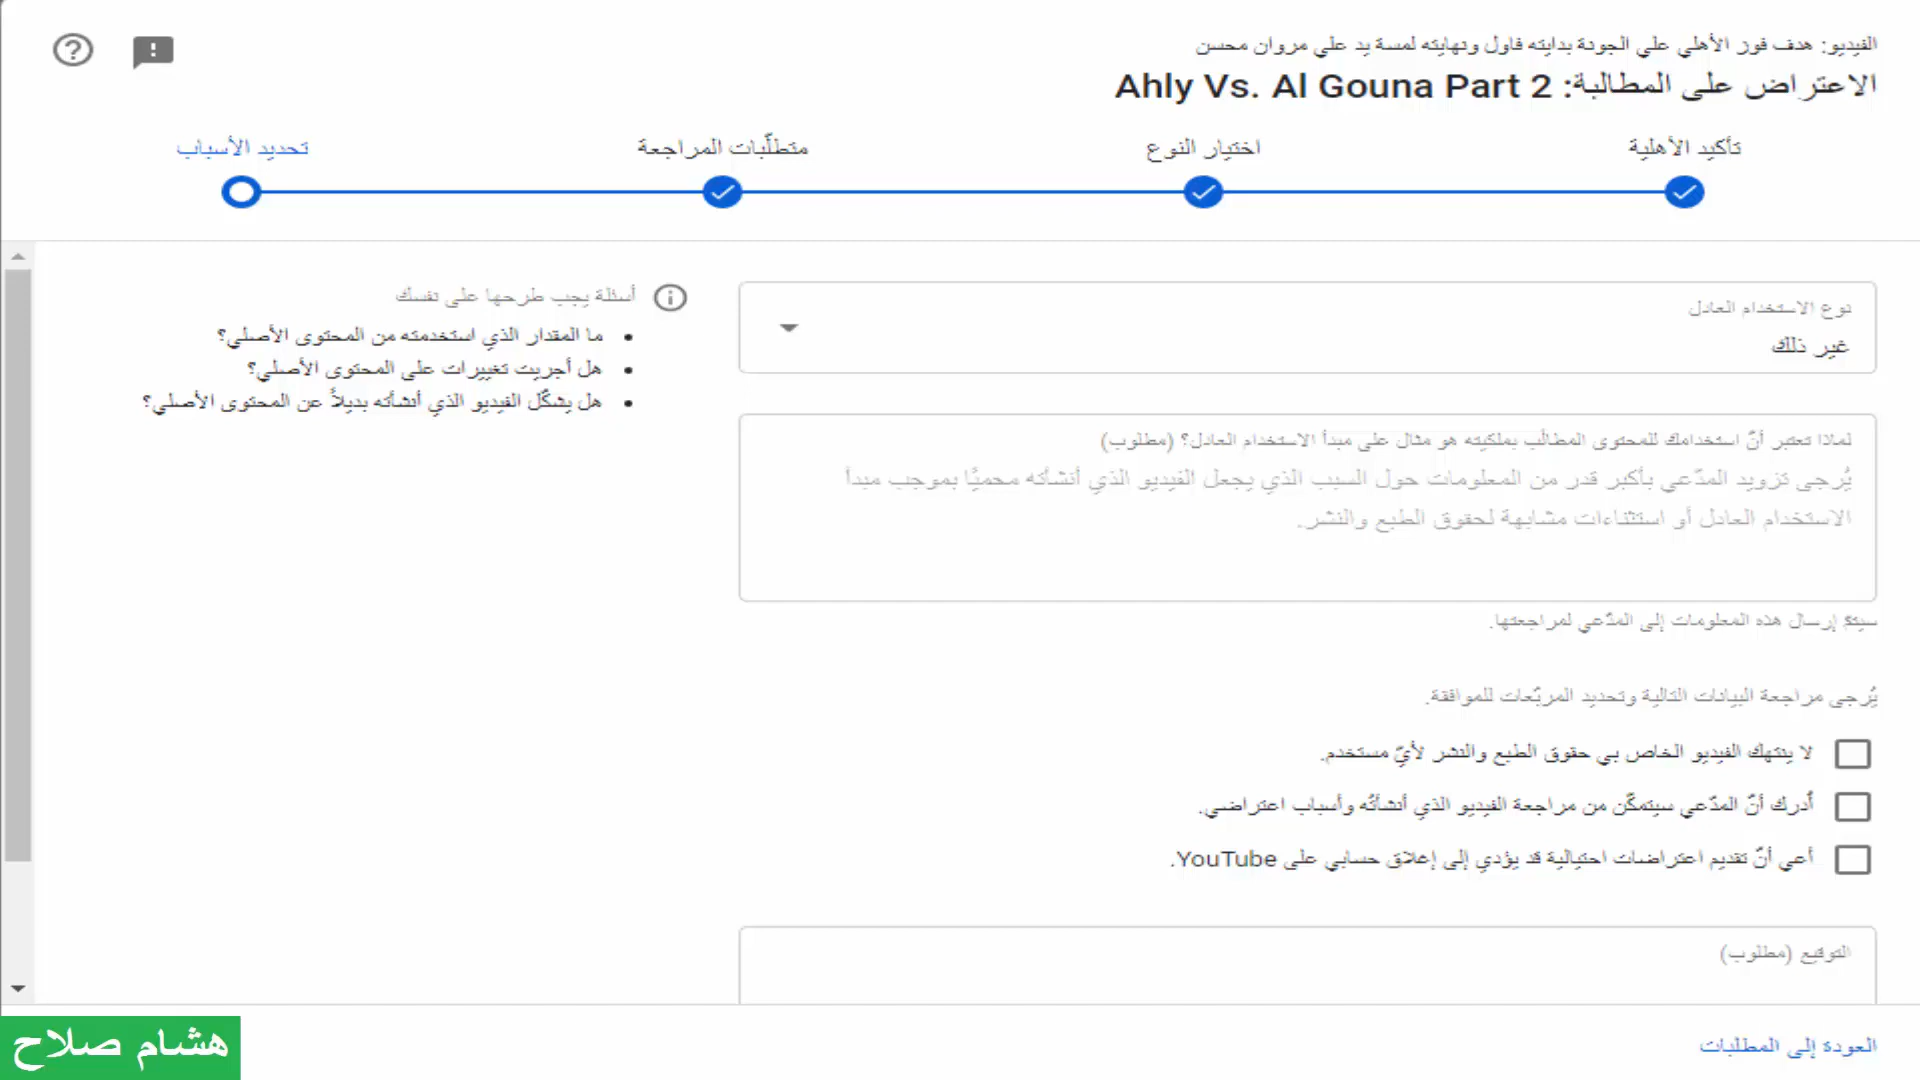 الفيديو: هدف فوز الأهلي علي الجونة بدايته فاول ونهايته لمسة يد علي مروان محسن
الاعتراض على المطالبة: Ahly Vs. Al Gouna Part 2
تأكيد الأهلية
اختيار النوع
متطلّبات المراجعة
تحديد الأسباب
نوع الاستخدام العادل
غير ذلك
لماذا تعتبر أنّ استخدامك للمحتوى المطالَب بملكيته هو مثال على مبدأ الاستخدام العادل؟ (مطلوب)
يُرجى تزويد المدّعي بأكبر قدر من المعلومات حول السبب الذي يجعل الفيديو الذي أنشأته محميًا بموجب مبدأ
الاستخدام العادل أو استثناءات مشابهة لحقوق الطبع والنشر.
سيتمّ إرسال هذه المعلومات إلى المدّعي لمراجعتها.
أسئلة يجب طرحها على نفسك
ما المقدار الذي استخدمته من المحتوى الأصلي؟
هل أجريت تغييرات على المحتوى الأصلي؟
هل يشكّل الفيديو الذي أنشأته بديلاً عن المحتوى الأصلي؟
يُرجى مراجعة البيانات التالية وتحديد المربّعات للموافقة.
لا ينتهك الفيديو الخاص بي حقوق الطبع والنشر لأيّ مستخدم.
أدرك أنّ المدّعي سيتمكّن من مراجعة الفيديو الذي أنشأتُه وأسباب اعتراضي.
أعي أنّ تقديم اعتراضات احتيالية قد يؤدي إلى إغلاق حسابي على YouTube.
التوقيع (مطلوب)
العودة إلى المطلبات
هشام صلاح